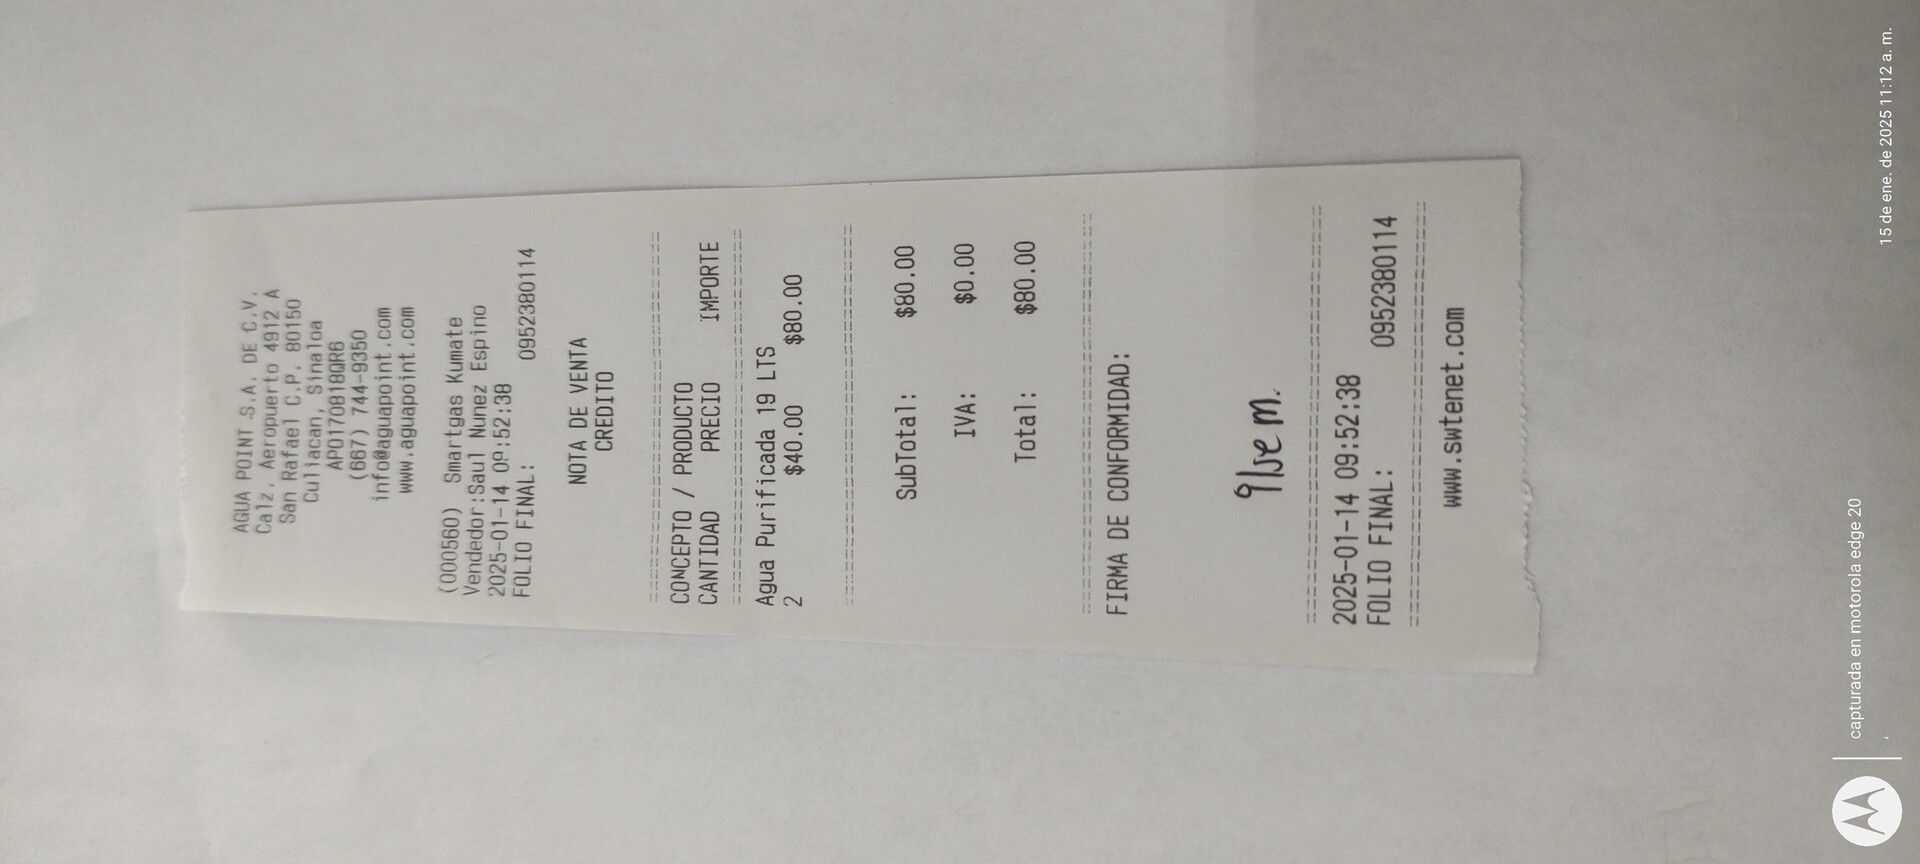 AGUA POINT S.A. DE C.V.
Calz. Aeropuerto 4912 A
San Rafael C.P. 80150
Culiacan, Sinaloa
APO170818QR6
(667) 744-9350
info@aguapoint.com
www.aguapoint.com
(000560) Smartgas Kumate
Vendedor:Saul Nunez Espino
2025-01-14 09:52:38
FOLIO FINAL: 0952380114
NOTA DE VENTA
CREDITO
==============================
CONCEPTO / PRODUCTO
CANTIDAD PRECIO IMPORTE
==============================
Agua Purificada 19 LTS
2 $40.00 $80.00
==============================
SubTotal: $80.00
IVA: $0.00
Total: $80.00
==============================
FIRMA DE CONFORMIDAD:
Ilse M.
==============================
2025-01-14 09:52:38
FOLIO FINAL: 0952380114
==============================
www.swtenet.com
capturada en motorola edge 20
15 de ene. de 2025 11:12 a. m.